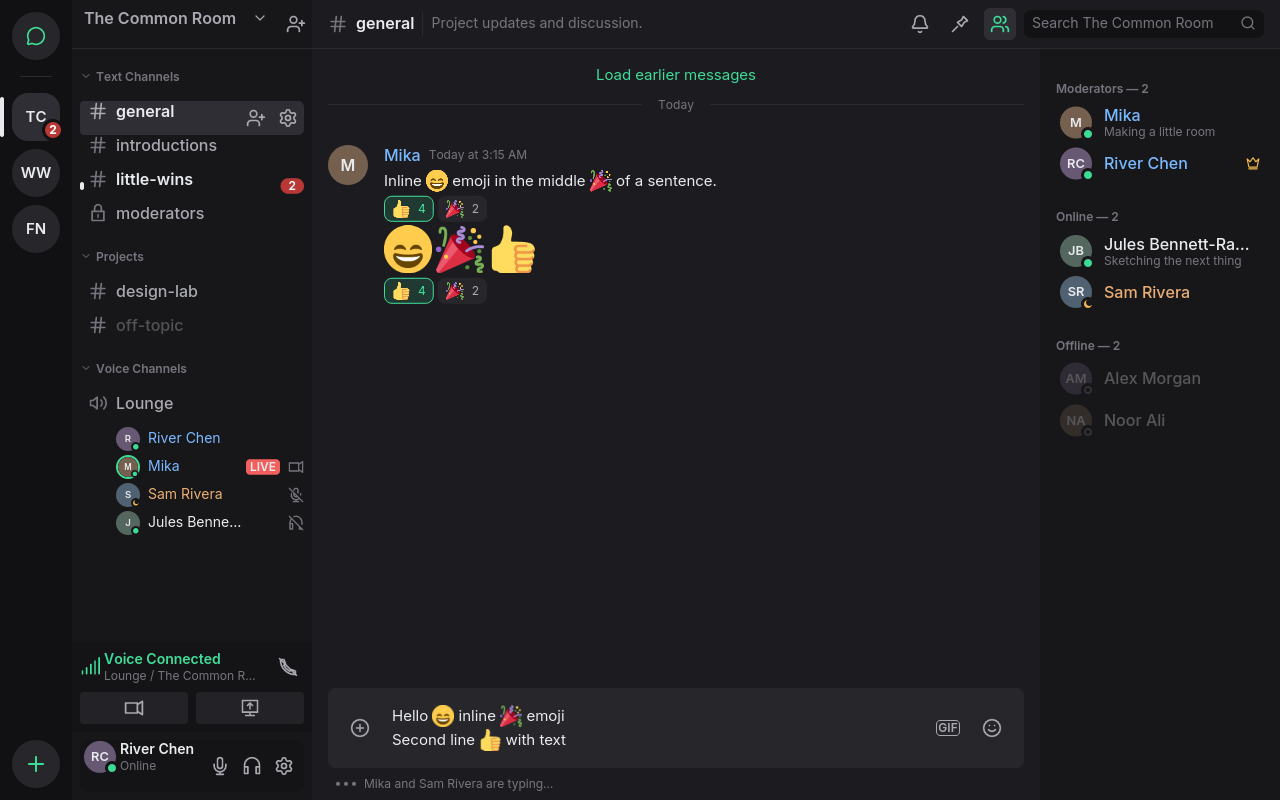 The Common Room
general
Project updates and discussion.
Search The Common Room
TC
2
WW
FN
Text Channels
general
introductions
little-wins
2
moderators
Projects
design-lab
off-topic
Voice Channels
Lounge
R
River Chen
M
Mika
LIVE
S
Sam Rivera
J
Jules Benne...
Voice Connected
Lounge / The Common R...
RC
River Chen
Online
Load earlier messages
Today
M
Mika Today at 3:15 AM
Inline 😄 emoji in the middle 🎉 of a sentence.
👍 4 🎉 2
😄🎉👍
👍 4 🎉 2
Hello 😄 inline 🎉 emoji
Second line 👍 with text
GIF
Mika and Sam Rivera are typing...
Moderators — 2
M
Mika
Making a little room
RC
River Chen
Online — 2
JB
Jules Bennett-Ra...
Sketching the next thing
SR
Sam Rivera
Offline — 2
AM
Alex Morgan
NA
Noor Ali